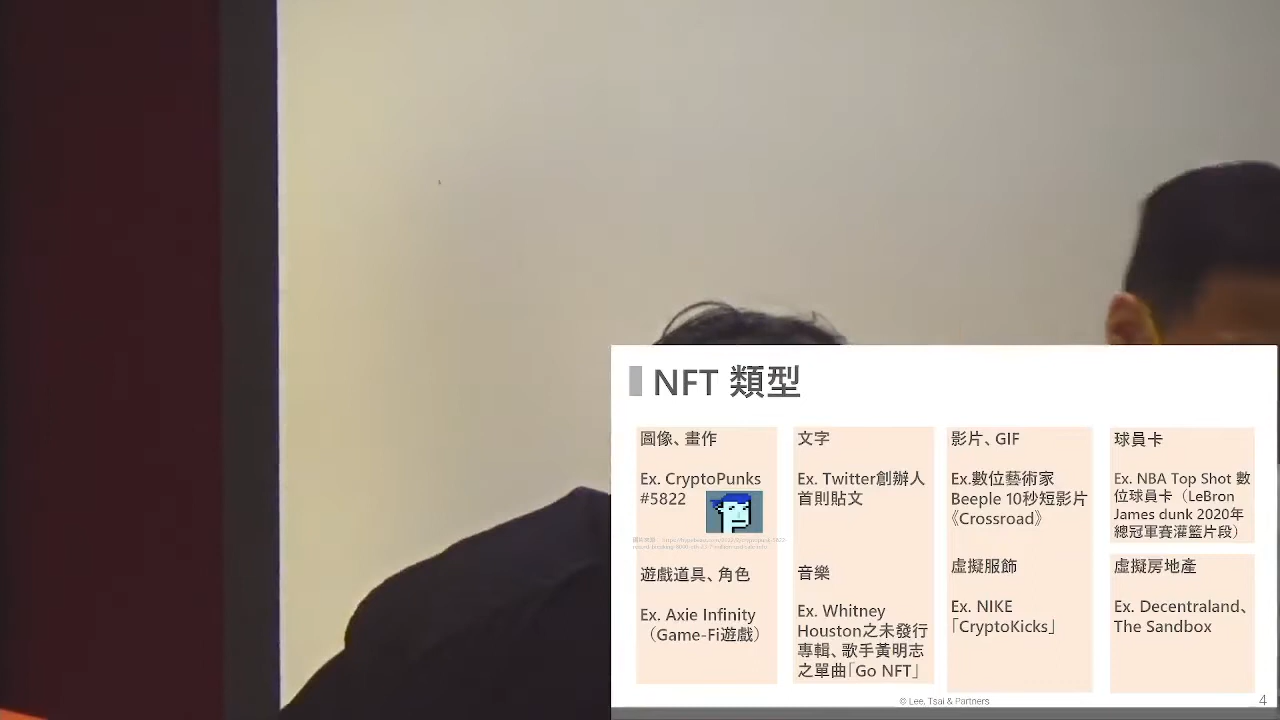 NFT 類型
圖像、畫作
Ex. CryptoPunks
#5822
文字
Ex. Twitter創辦人
首則貼文
影片、GIF
Ex.數位藝術家
Beeple 10秒短影片
《Crossroad》
球員卡
Ex. NBA Top Shot 數
位球員卡（LeBron
James dunk 2020年
總冠軍賽灌籃片段）
遊戲道具、角色
Ex. Axie Infinity
（Game-Fi遊戲）
音樂
Ex. Whitney
Houston之未發行
專輯、歌手黃明志
之單曲「Go NFT」
虛擬服飾
Ex. NIKE
「CryptoKicks」
虛擬房地產
Ex. Decentraland、
The Sandbox
© Lee, Tsai & Partners
4